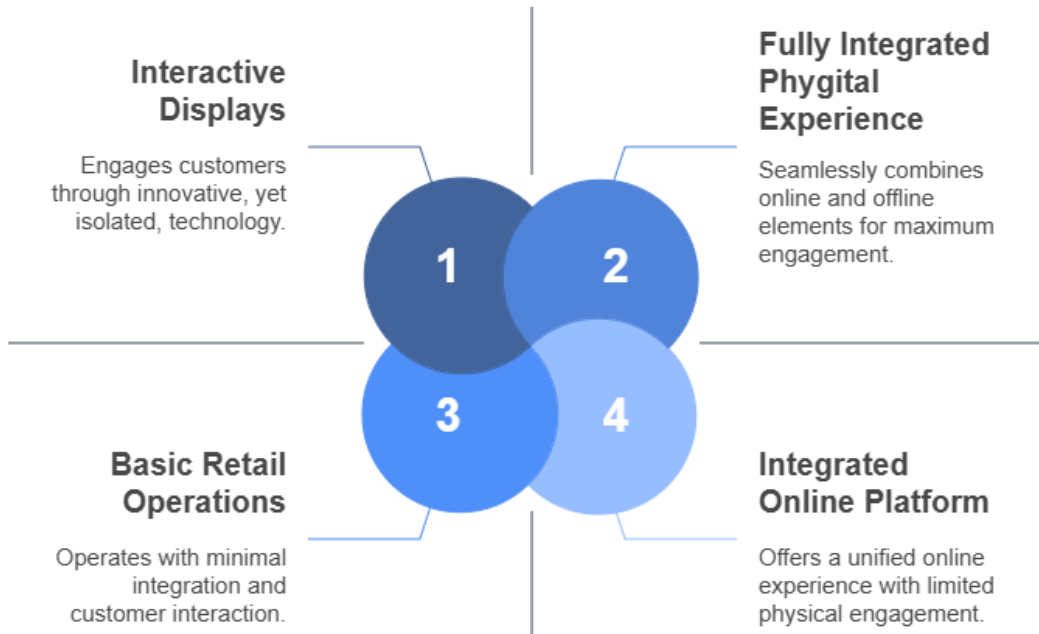 Interactive
Displays
Engages customers
through innovative, yet
isolated, technology.
Fully Integrated
Phygital
Experience
Seamlessly combines
online and offline
elements for maximum
engagement.
1
2
3
4
Basic Retail
Operations
Operates with minimal
integration and
customer interaction.
Integrated
Online Platform
Offers a unified online
experience with limited
physical engagement.